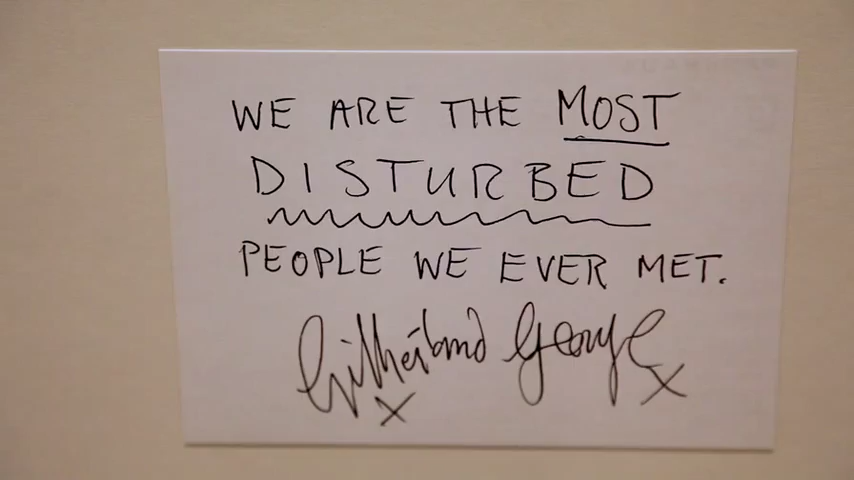 WE ARE THE MOST
DISTURBED
PEOPLE WE EVER MET.
Gilbert and George
X X